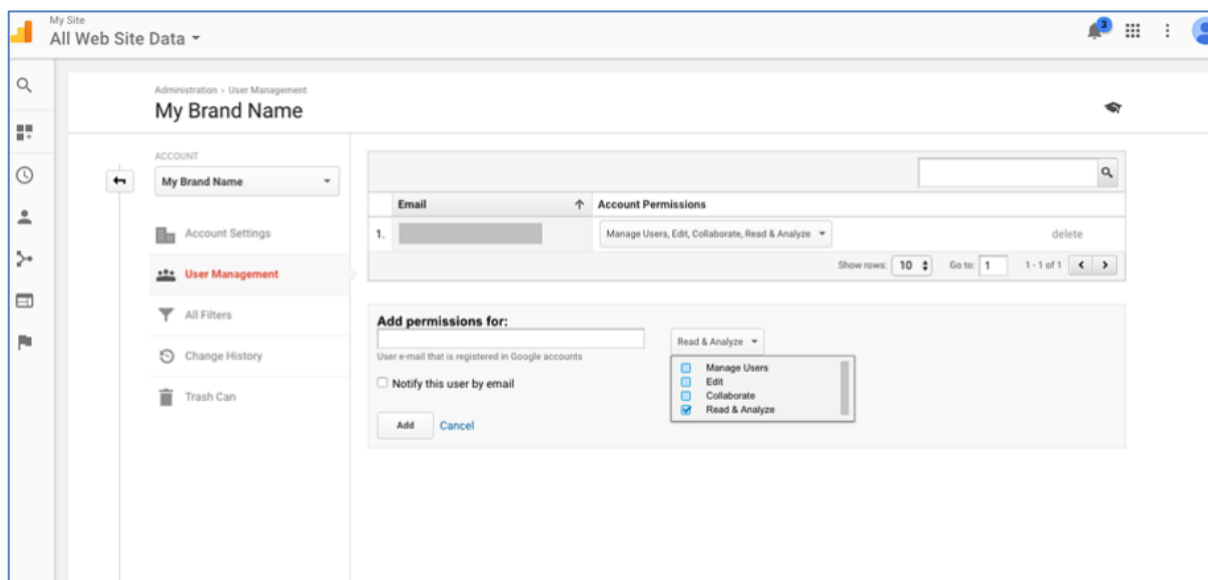 My Site
All Web Site Data
3
Administration › User Management
My Brand Name
ACCOUNT
My Brand Name
Account Settings
User Management
All Filters
Change History
Trash Can
Email Account Permissions
1. Manage Users, Edit, Collaborate, Read & Analyze delete
Show rows: 10 Go to: 1 1 - 1 of 1
Add permissions for:
User e-mail that is registered in Google accounts
Notify this user by email
Add Cancel
Read & Analyze
Manage Users
Edit
Collaborate
Read & Analyze